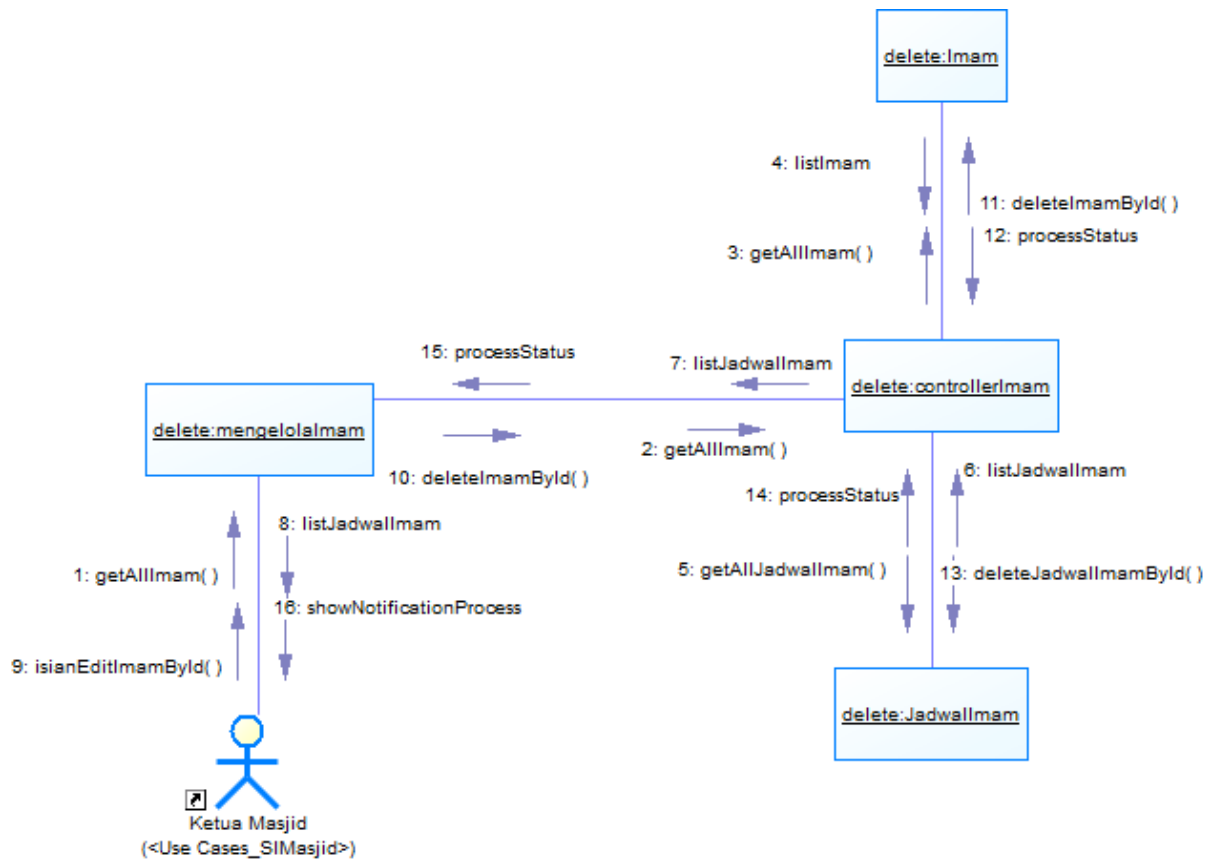 delete:Imam
4: listImam
11: deleteImamById( )
12: processStatus
3: getAllImam( )
15: processStatus
7: listJadwalImam
delete:controllerImam
delete:mengelolaImam
2: getAllImam( )
10: deleteImamById( )
6: listJadwalImam
14: processStatus
8: listJadwalImam
1: getAllImam( )
5: getAllJadwalImam( )
13: deleteJadwalImamById( )
16: showNotificationProcess
9: isianEditImamById( )
delete:JadwalImam
Ketua Masjid
(<Use Cases_SIMasjid>)